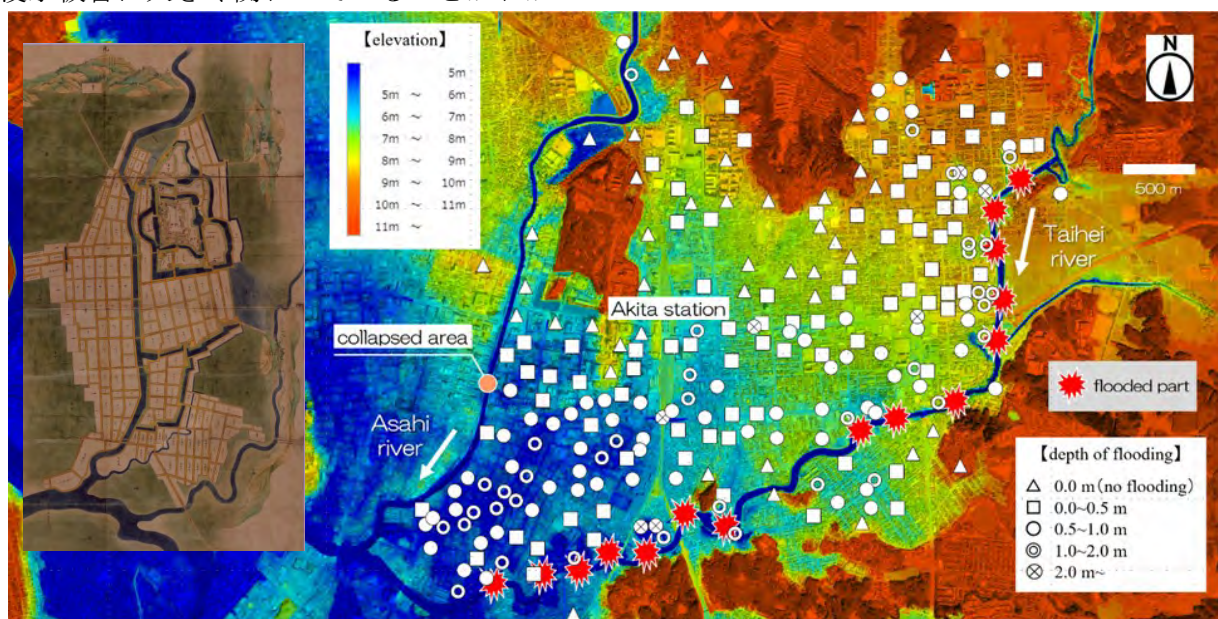 【elevation】
5m
5m ~ 6m
6m ~ 7m
7m ~ 8m
8m ~ 9m
9m ~ 10m
10m ~ 11m
11m ~
N
500 m
Taihei
river
Akita station
collapsed area
Asahi
river
flooded part
【depth of flooding】
0.0 m (no flooding)
0.0~0.5 m
0.5~1.0 m
1.0~2.0 m
2.0 m~